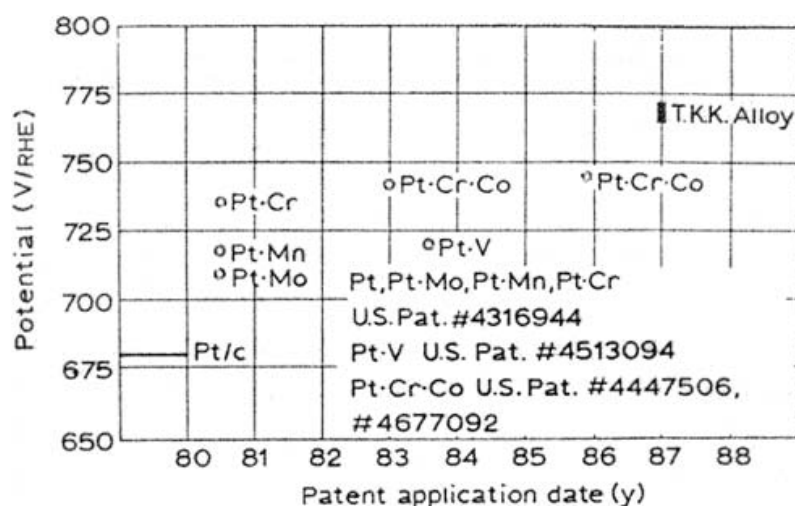 800
775
750
725
700
675
650
Potential (V/RHE)
T.K.K. Alloy
Pt·Cr·Co
Pt·Cr·Co
Pt·Cr
Pt·Mn
Pt·V
Pt·Mo
Pt/c
Pt,Pt·Mo,Pt·Mn,Pt·Cr
U.S.Pat.#4316944
Pt·V U.S. Pat. #4513094
Pt·Cr·Co U.S. Pat. #4447506,
#4677092
80 81 82 83 84 85 86 87 88
Patent application date (y)